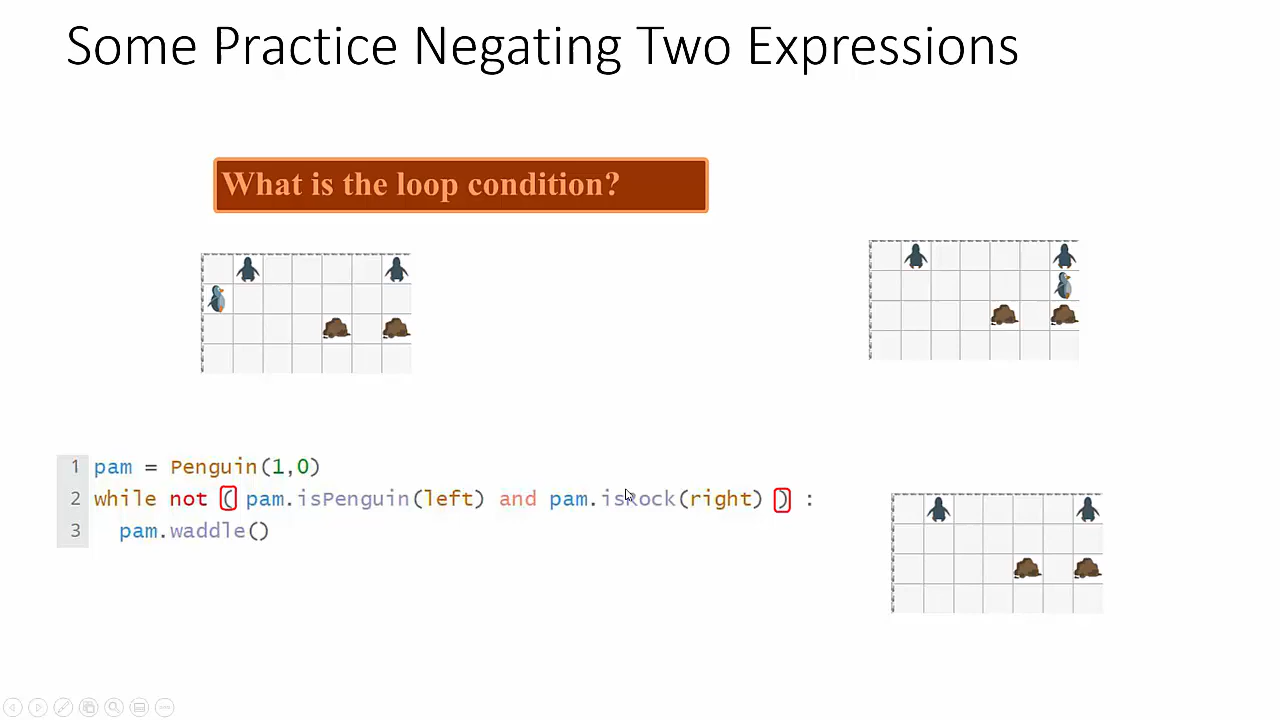 Some Practice Negating Two Expressions
What is the loop condition?
1 pam = Penguin(1,0)
2 while not ( pam.isPenguin(left) and pam.isRock(right) ) :
3 pam.waddle()